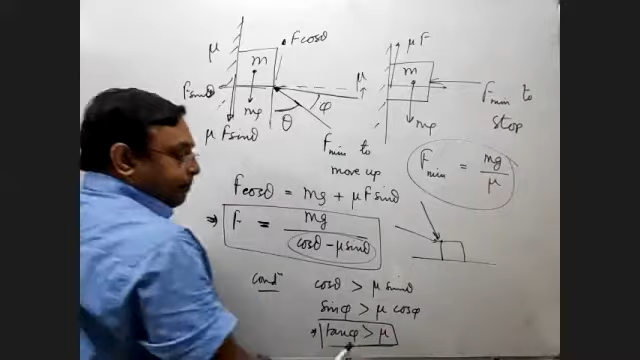 μ
m
F cosθ
F sinθ
mg
μ F sinθ
θ
φ
F min to
move up
μ F
μ
m
mg
F min to
stop
F min = mg / μ
F cosθ = mg + μ F sinθ
⇒ F = mg / (cosθ - μ sinθ)
condⁿ cosθ > μ sinθ
sinφ > μ cosφ
⇒ tanφ > μ